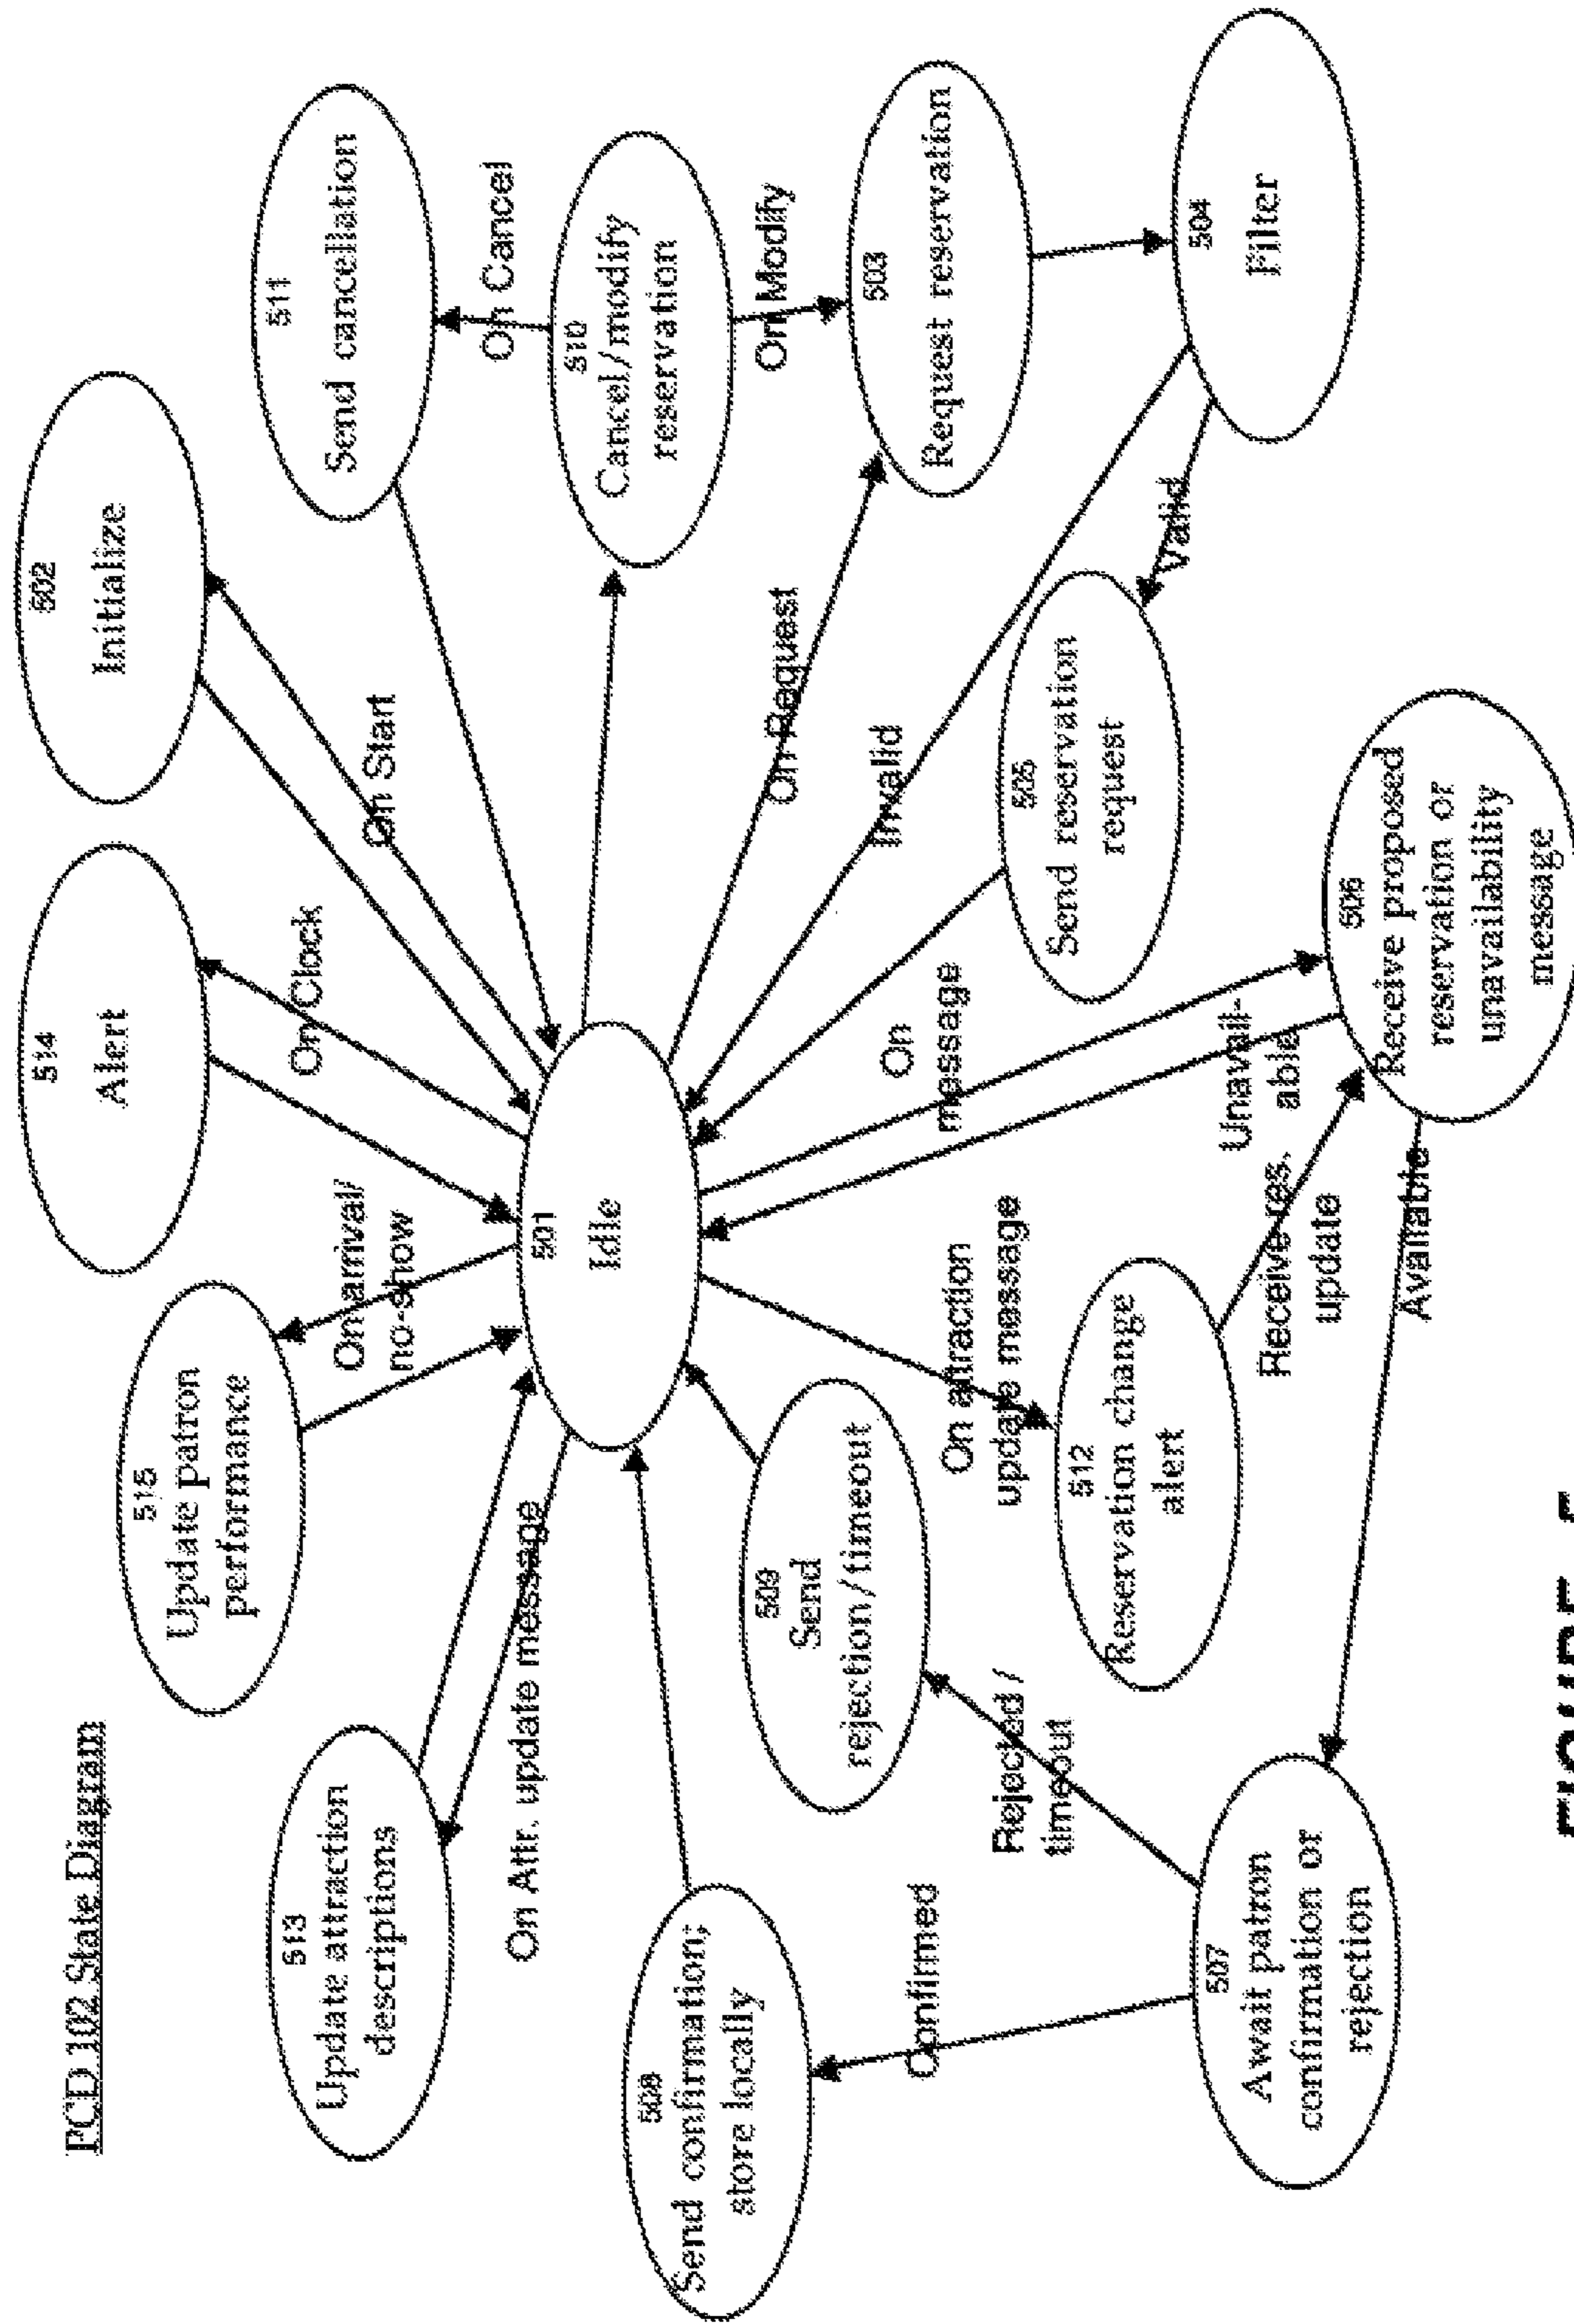 PCD 102 State Diagram
514
Alert
502
Initialize
515
Update patron
performance
On Clock
On Start
511
Send cancellation
513
Update attraction
descriptions
On arrival/
no-show
On Cancel
On Attr. update message
501
Idle
510
Cancel/modify
reservation
508
Send confirmation;
store locally
On Request
On Modify
509
Send
rejection/timeout
Invalid
503
Request reservation
Confirmed
On attraction
update message
On
message
505
Send reservation
request
Valid
Rejected /
timeout
512
Reservation change
alert
504
Filter
507
Await patron
confirmation or
rejection
Receive res.
update
Unavail-
able
506
Receive proposed
reservation or
unavailability
message
Available